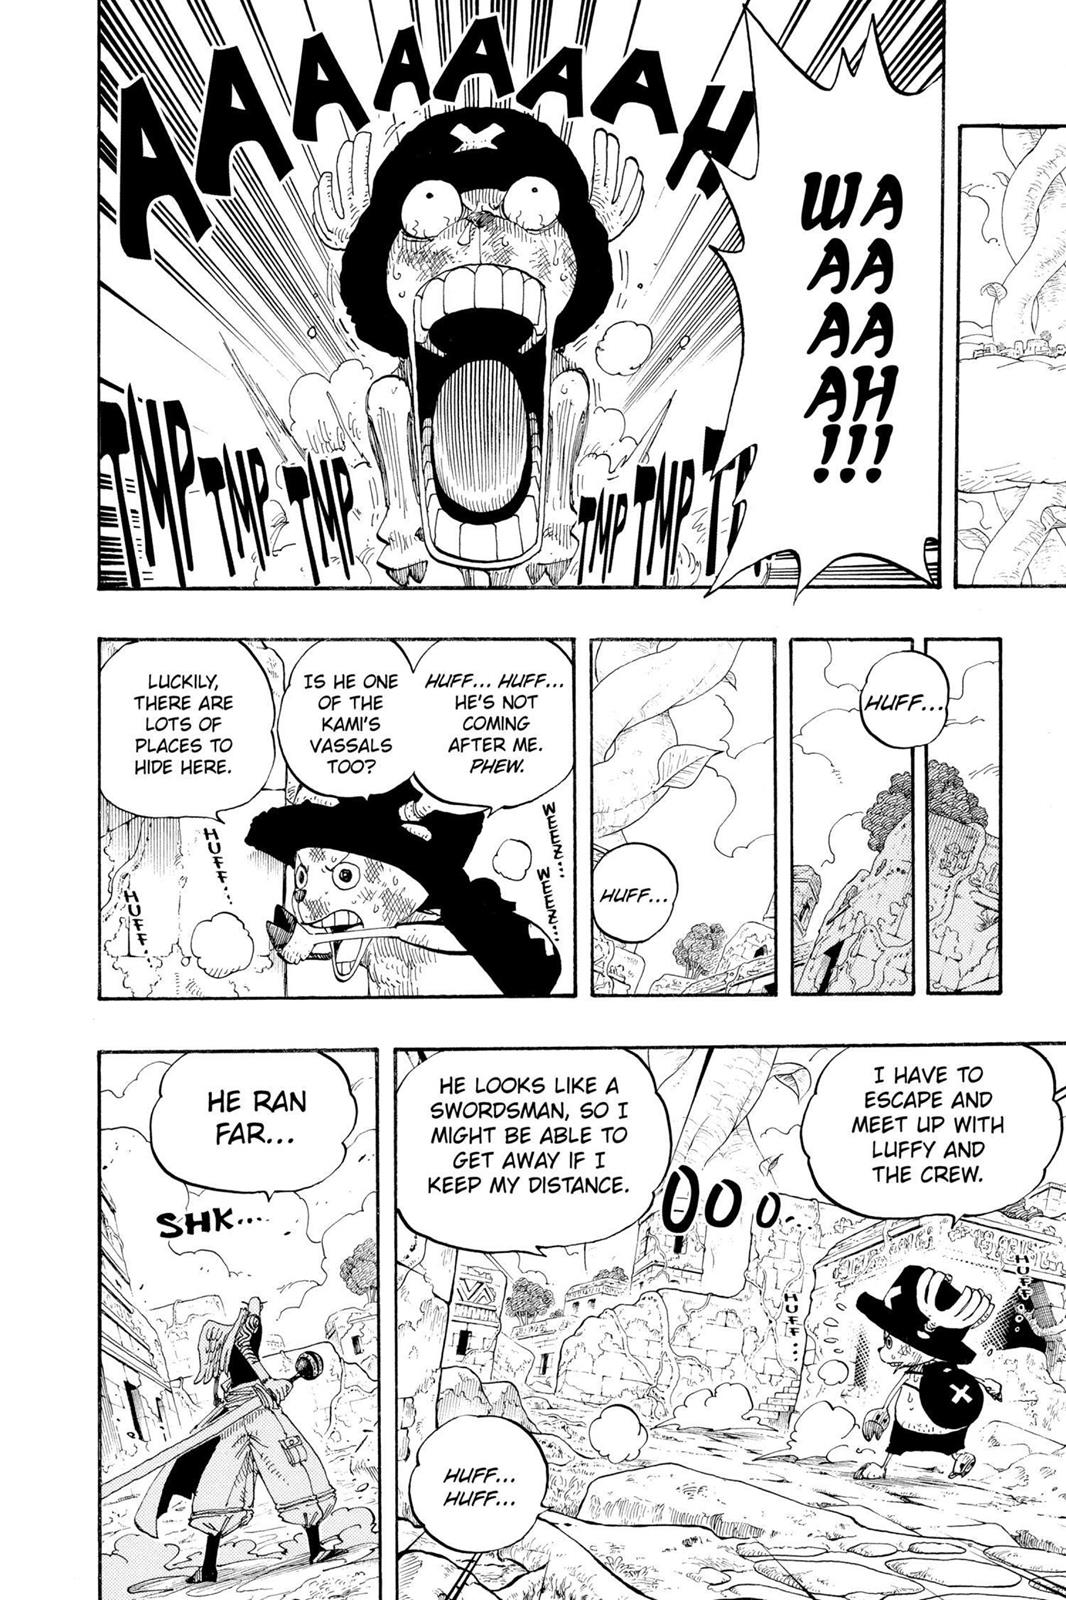 WA
AA
AA
AH
!!!
AAAAAAAAH
TMP TMP TMP
TMP TMP
HUFF...
HUFF...
HUFF... HUFF...
HE'S NOT
COMING
AFTER ME.
PHEW.
IS HE ONE
OF THE
KAMI'S
VASSALS
TOO?
LUCKILY,
THERE ARE
LOTS OF
PLACES TO
HIDE HERE.
WEEZ...
WEEZ...
HUFF...
HUFF...
I HAVE TO
ESCAPE AND
MEET UP WITH
LUFFY AND
THE CREW.
HE LOOKS LIKE A
SWORDSMAN, SO I
MIGHT BE ABLE TO
GET AWAY IF I
KEEP MY DISTANCE.
OOO...
HUFF...
HUFF...
HUFF...
HUFF...
HE RAN
FAR...
SHK...